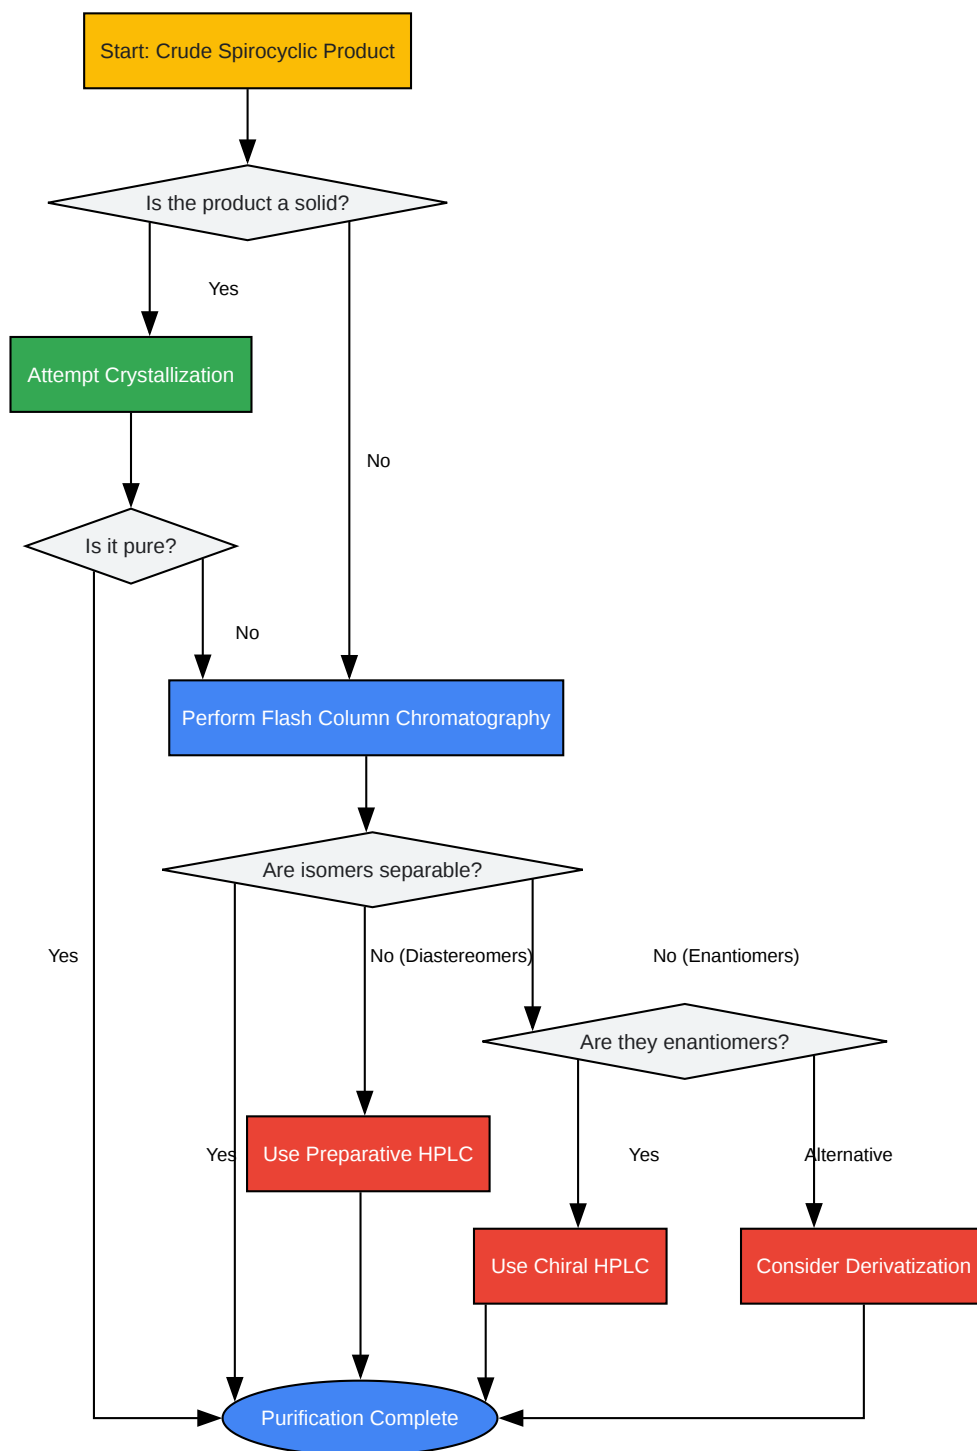 Start: Crude Spirocyclic Product
Is the product a solid?
Yes
Attempt Crystallization
No
Is it pure?
No
Perform Flash Column Chromatography
Are isomers separable?
Yes
No (Diastereomers)
No (Enantiomers)
Are they enantiomers?
Yes
Use Preparative HPLC
Yes
Alternative
Use Chiral HPLC
Consider Derivatization
Purification Complete